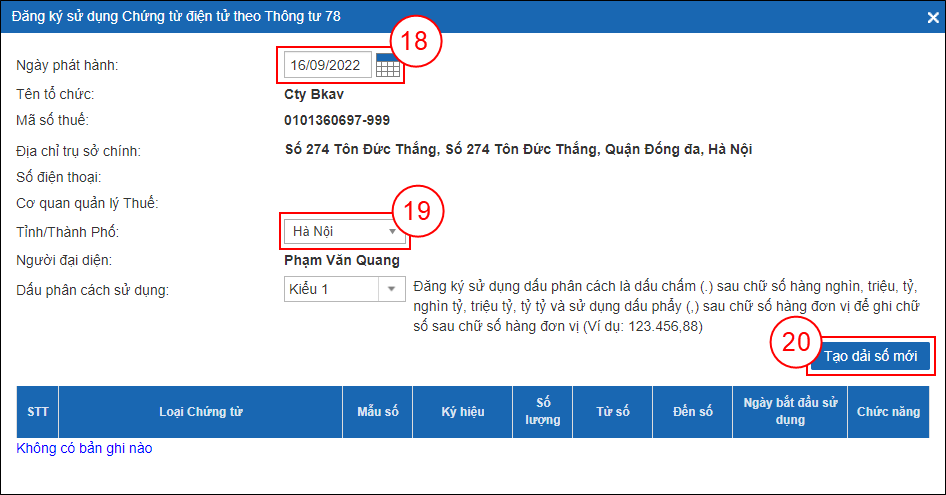 Đăng ký sử dụng Chứng từ điện tử theo Thông tư 78
18
Ngày phát hành: 16/09/2022
Tên tổ chức: Cty Bkav
Mã số thuế: 0101360697-999
Địa chỉ trụ sở chính: Số 274 Tôn Đức Thắng, Số 274 Tôn Đức Thắng, Quận Đống đa, Hà Nội
Số điện thoại:
Cơ quan quản lý Thuế:
19
Tỉnh/Thành Phố: Hà Nội
Người đại diện: Phạm Văn Quang
Dấu phân cách sử dụng: Kiểu 1 Đăng ký sử dụng dấu phân cách là dấu chấm (.) sau chữ số hàng nghìn, triệu, tỷ,
nghìn tỷ, triệu tỷ, tỷ tỷ và sử dụng dấu phẩy (,) sau chữ số hàng đơn vị để ghi chữ
số sau chữ số hàng đơn vị (Ví dụ: 123.456,88)
20
Tạo dải số mới
STT Loại Chứng từ Mẫu số Ký hiệu Số lượng Từ số Đến số Ngày bắt đầu sử dụng Chức năng
Không có bản ghi nào